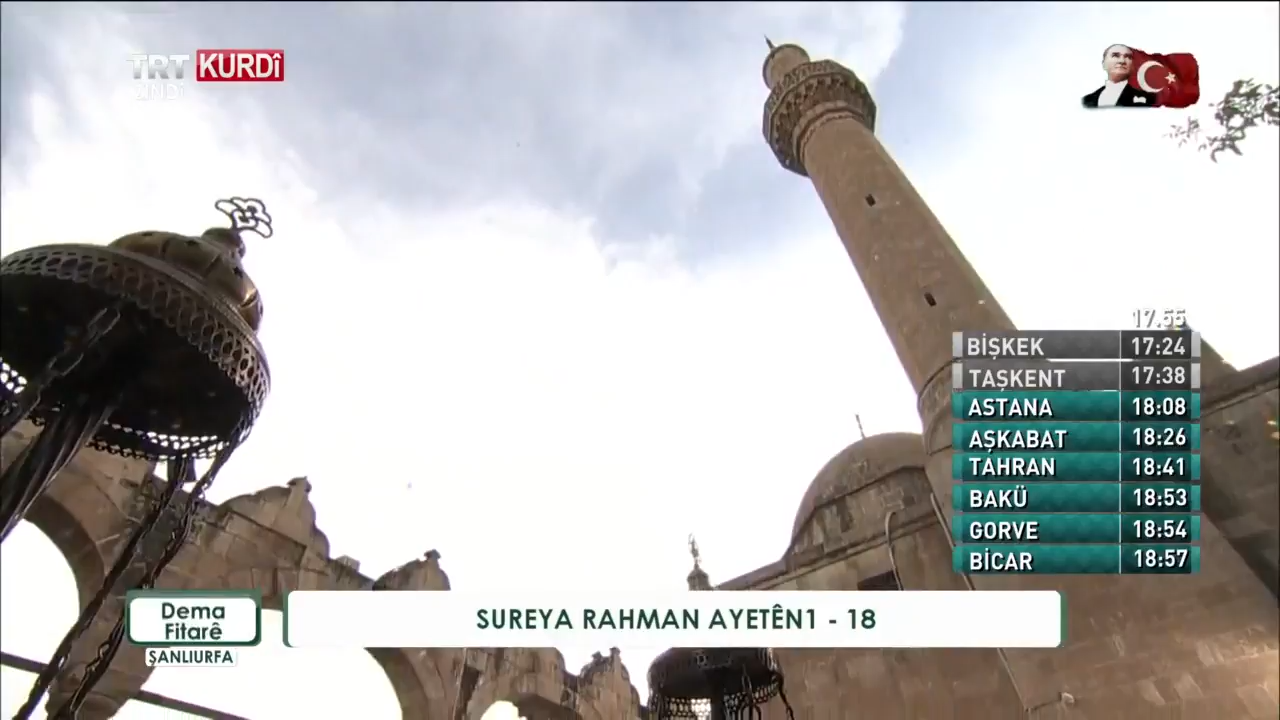 TRT KURDÎ
ZINDÎ
17.55
BİŞKEK 17:24
TAŞKENT 17:38
ASTANA 18:08
AŞKABAT 18:26
TAHRAN 18:41
BAKÜ 18:53
GORVE 18:54
BİCAR 18:57
Dema
Fitarê
SUREYA RAHMAN AYETÊN1 - 18
ŞANLIURFA